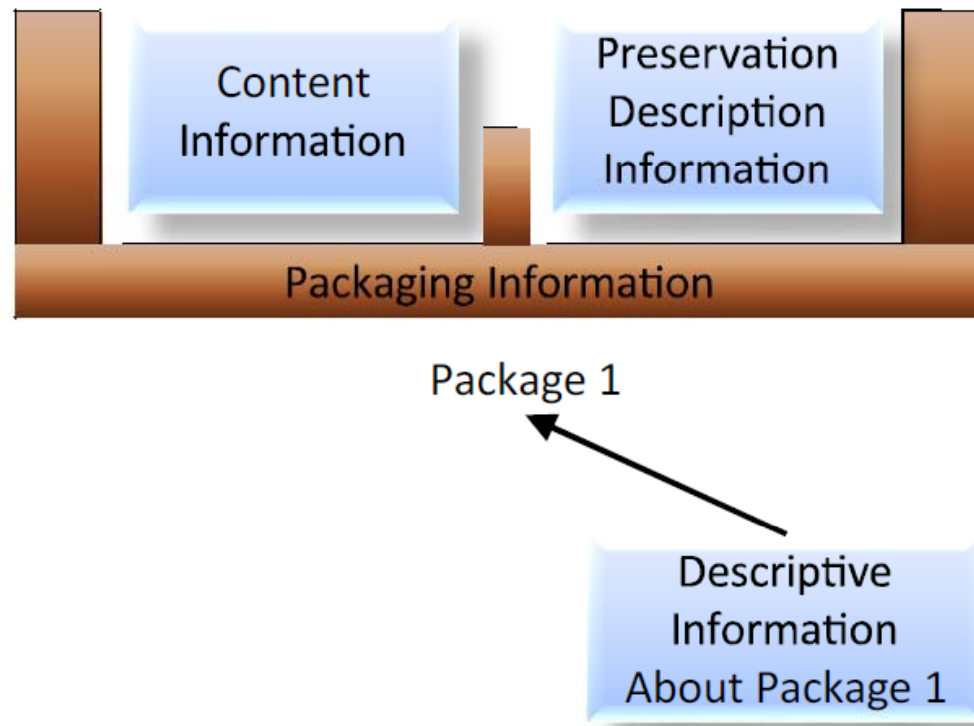 Content
Information
Preservation
Description
Information
Packaging Information
Package 1
Descriptive
Information
About Package 1